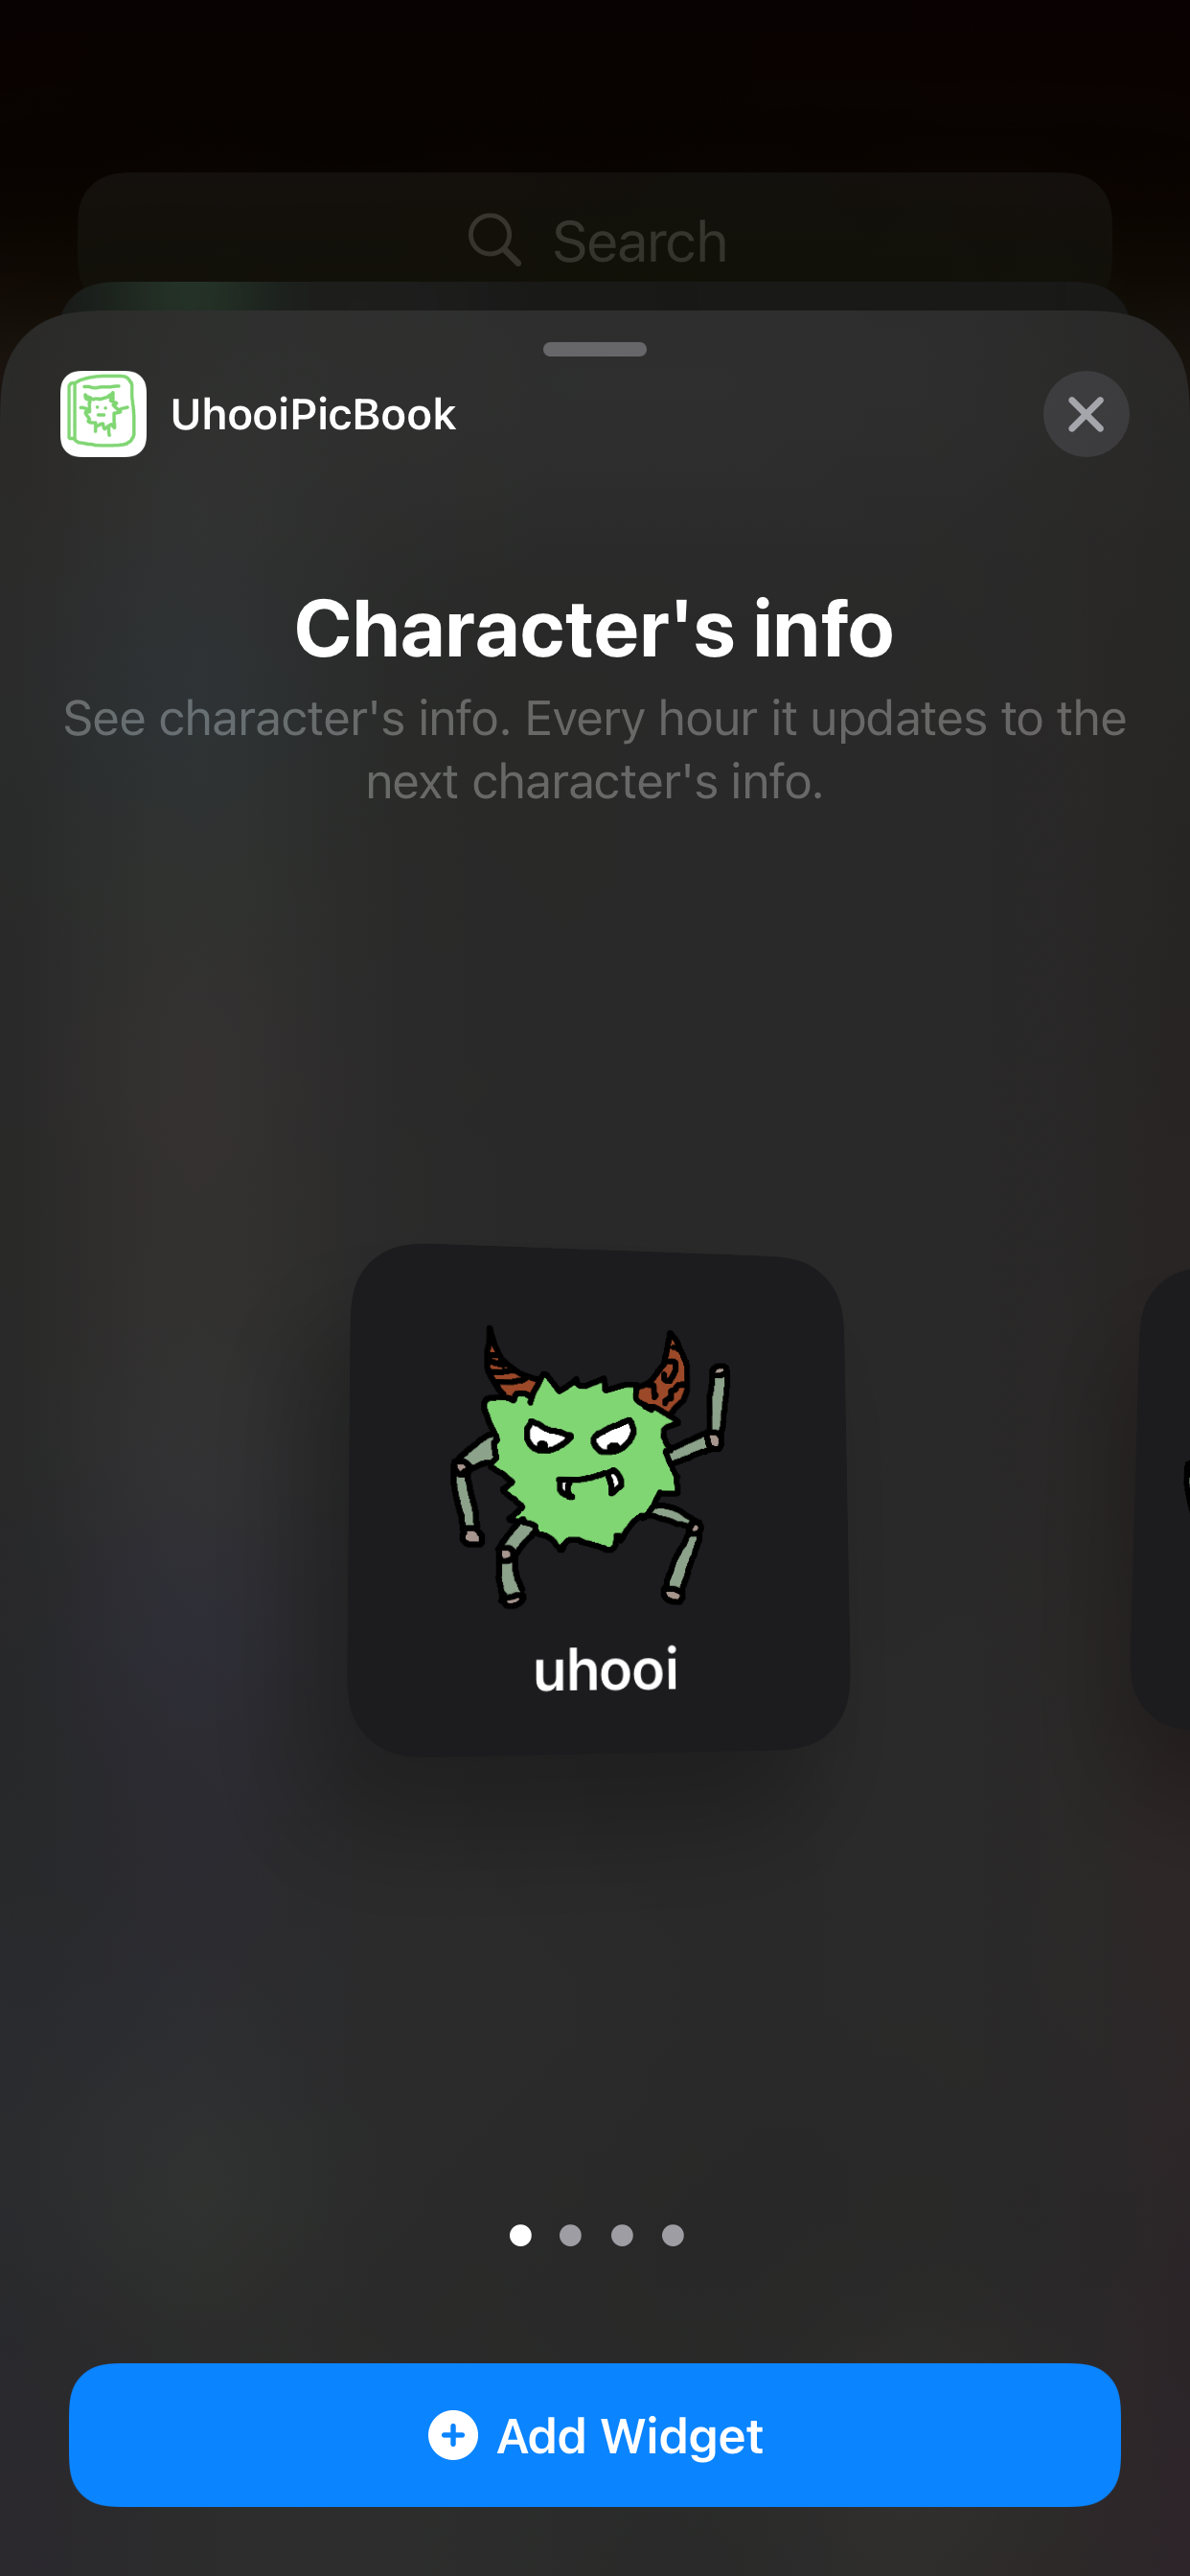 Search
UhooiPicBook
Character's info
See character's info. Every hour it updates to the
next character's info.
uhooi
Add Widget